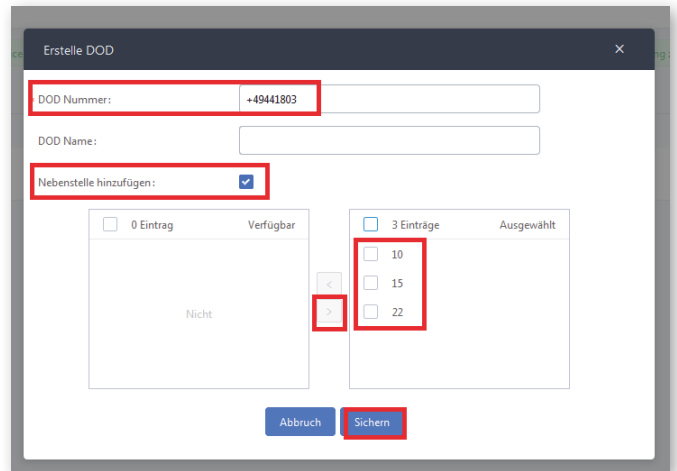 Erstelle DOD ×
DOD Nummer: +49441803
DOD Name:
Nebenstelle hinzufügen:
0 Eintrag Verfügbar
3 Einträge Ausgewählt
10
15
22
Nicht
< 
>
Abbruch Sichern